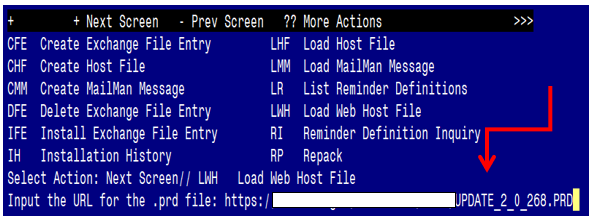 + + Next Screen - Prev Screen ?? More Actions >>>
CFE Create Exchange File Entry LHF Load Host File
CHF Create Host File LMM Load MailMan Message
CMM Create MailMan Message LR List Reminder Definitions
DFE Delete Exchange File Entry LWH Load Web Host File
IFE Install Exchange File Entry RI Reminder Definition Inquiry
IH Installation History RP Repack
Select Action: Next Screen// LWH Load Web Host File
Input the URL for the .prd file: https:/ UPDATE_2_0_268.PRD